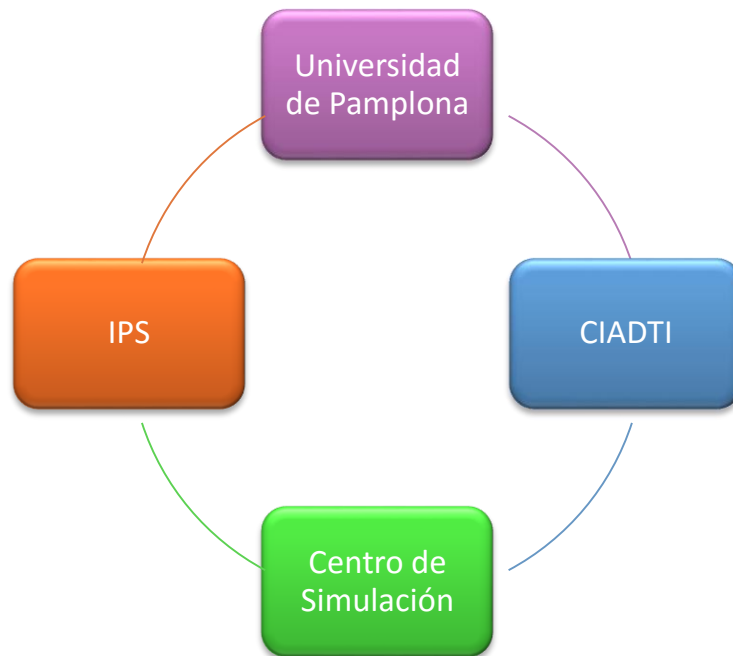 Universidad
de Pamplona
IPS
CIADTI
Centro de
Simulación